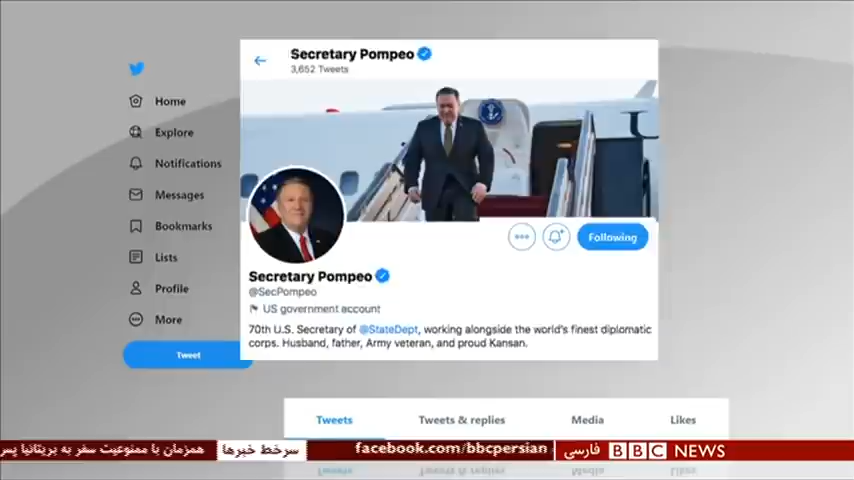 Secretary Pompeo
3,652 Tweets
Home
Explore
Notifications
Messages
Bookmarks
Lists
Profile
More
Tweet
Following
Secretary Pompeo
@SecPompeo
US government account
70th U.S. Secretary of @StateDept, working alongside the world's finest diplomatic
corps. Husband, father, Army veteran, and proud Kansan.
Tweets
Tweets & replies
Media
Likes
همزمان با ممنوعیت سفر به بریتانیا پسر
سرخط خبرها
facebook.com/bbcpersian
فارسی BBC NEWS